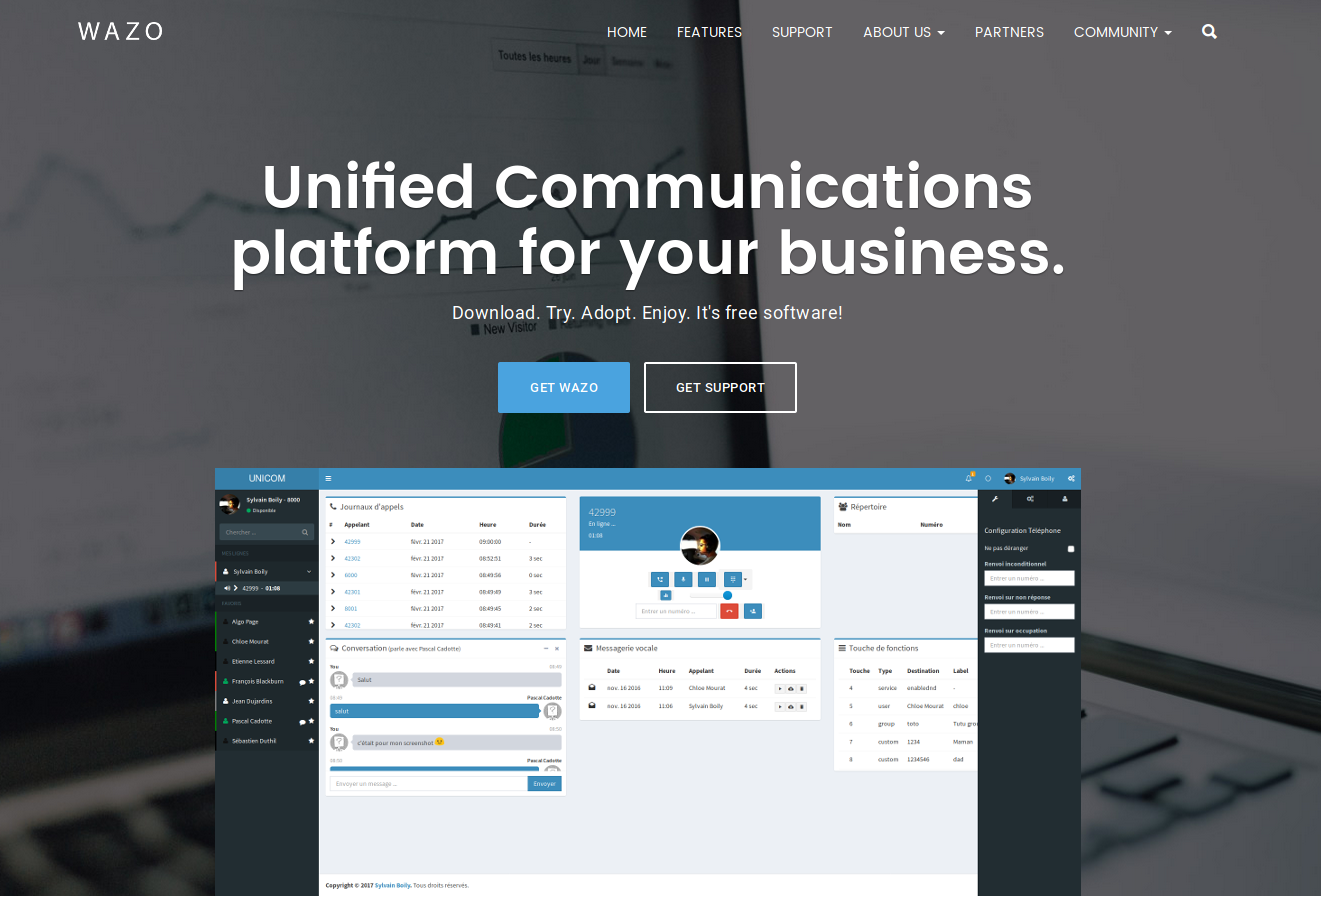 WAZO
HOME FEATURES SUPPORT ABOUT US PARTNERS COMMUNITY
Toutes les heures Jour Semaine Mois
Unified Communications
platform for your business.
Download. Try. Adopt. Enjoy. It's free software!
New Visitor
GET WAZO GET SUPPORT
UNICOM
Sylvain Boily
Sylvain Boily - 8000
Disponible
Chercher ...
Sylvain Boily
42999 - 01:08
FAVORIS
Algo Page
Chloe Mourat
Etienne Lessard
François Blackburn
Jean Dujardins
Pascal Cadotte
Sébastien Duthil
Journaux d'appels
# Appelant Date Heure Durée
42999 févr. 21 2017 09:00:00 -
42302 févr. 21 2017 08:52:51 3 sec
6000 févr. 21 2017 08:49:56 0 sec
42301 févr. 21 2017 08:49:49 3 sec
8001 févr. 21 2017 08:49:45 2 sec
42302 févr. 21 2017 08:49:41 2 sec
42999
En ligne ...
01:08
Entrer un numéro ...
Répertoire
Nom Numéro
Configuration Téléphone
Ne pas déranger
Renvoi inconditionnel
Entrer un numéro ...
Renvoi sur non réponse
Entrer un numéro ...
Renvoi sur occupation
Entrer un numéro ...
Conversation (parle avec Pascal Cadotte)
You 08:49
Salut
08:49 Pascal Cadotte
salut
You 08:50
c'était pour mon screenshot
08:50 Pascal Cadotte
Envoyer un message ... Envoyer
Messagerie vocale
Date Heure Appelant Durée Actions
nov. 16 2016 11:09 Chloe Mourat 4 sec
nov. 16 2016 11:06 Sylvain Boily 4 sec
Touche de fonctions
Touche Type Destination Label
4 service enablednd -
5 user Chloe Mourat chloe
6 group toto Tutu grou
7 custom 1234 Maman
8 custom 1234546 dad
Copyright © 2017 Sylvain Boily. Tous droits réservés.